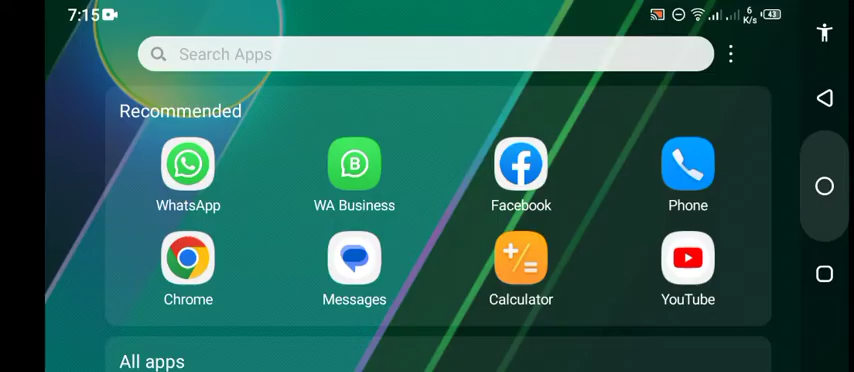 7:15
6
K/s
43
Search Apps
Recommended
WhatsApp
WA Business
Facebook
Phone
Chrome
Messages
Calculator
YouTube
All apps